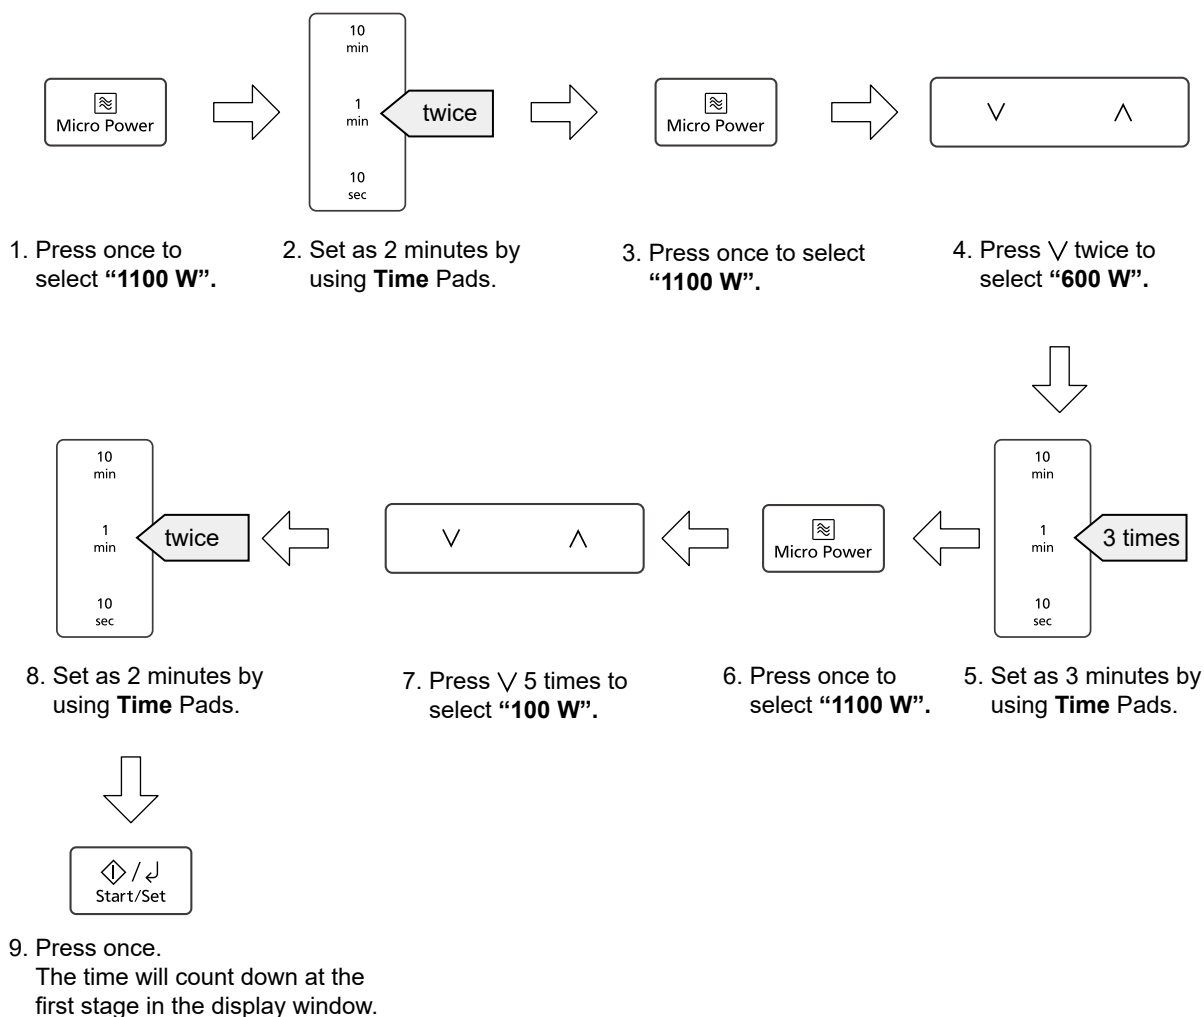 10
min
1
min
10
sec
twice
Micro Power
Micro Power
1. Press once to
select “1100 W”.
2. Set as 2 minutes by
using Time Pads.
3. Press once to select
“1100 W”.
4. Press ∨ twice to
select “600 W”.
10
min
1
min
10
sec
3 times
Micro Power
10
min
1
min
10
sec
twice
5. Set as 3 minutes by
using Time Pads.
6. Press once to
select “1100 W”.
7. Press ∨ 5 times to
select “100 W”.
8. Set as 2 minutes by
using Time Pads.
Start/Set
9. Press once.
The time will count down at the
first stage in the display window.